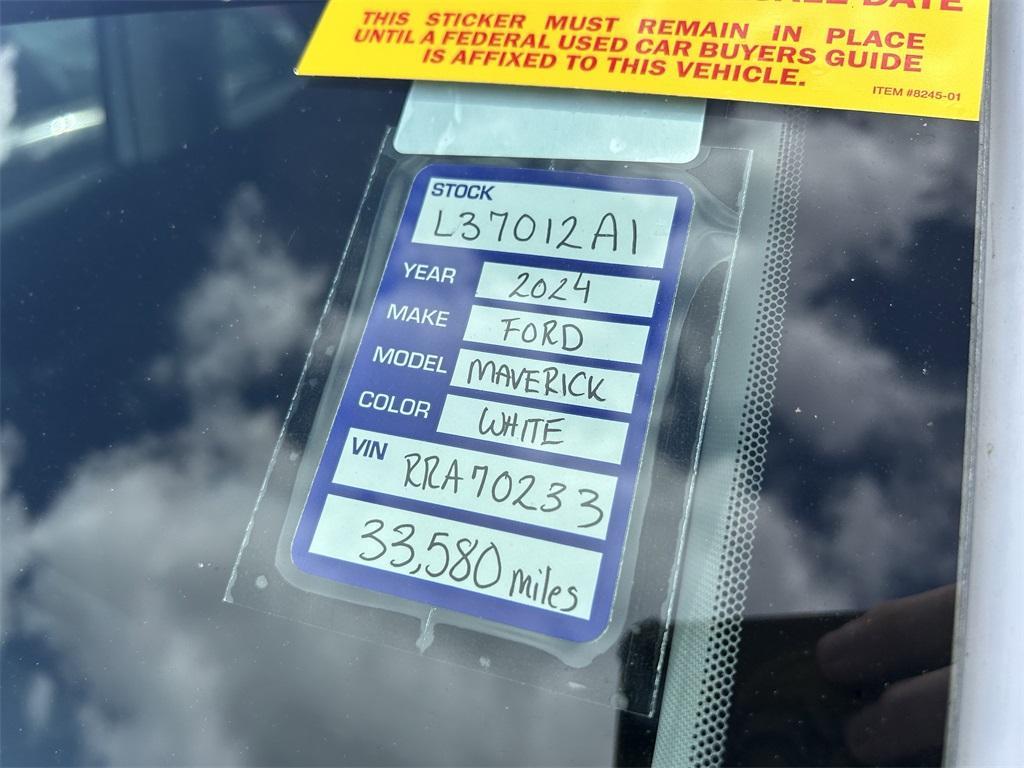 THIS STICKER MUST REMAIN IN PLACE
UNTIL A FEDERAL USED CAR BUYERS GUIDE
IS AFFIXED TO THIS VEHICLE.
ITEM #8245-01
STOCK
L37012A1
YEAR 2024
MAKE FORD
MODEL MAVERICK
COLOR WHITE
VIN RRA70233
33,580 miles